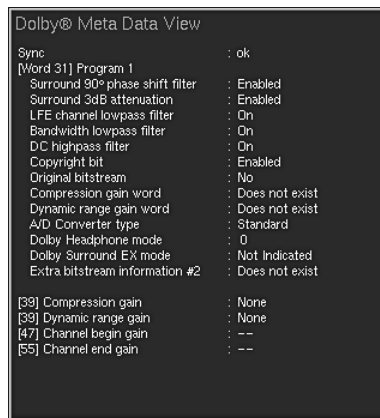 Dolby® Meta Data View
Sync : ok
[Word 31] Program 1
Surround 90º phase shift filter : Enabled
Surround 3dB attenuation : Enabled
LFE channel lowpass filter : On
Bandwidth lowpass filter : On
DC highpass filter : On
Copyright bit : Enabled
Original bitstream : No
Compression gain word : Does not exist
Dynamic range gain word : Does not exist
A/D Converter type : Standard
Dolby Headphone mode : 0
Dolby Surround EX mode : Not Indicated
Extra bitstream information #2 : Does not exist
[39] Compression gain : None
[39] Dynamic range gain : None
[47] Channel begin gain : --
[55] Channel end gain : --